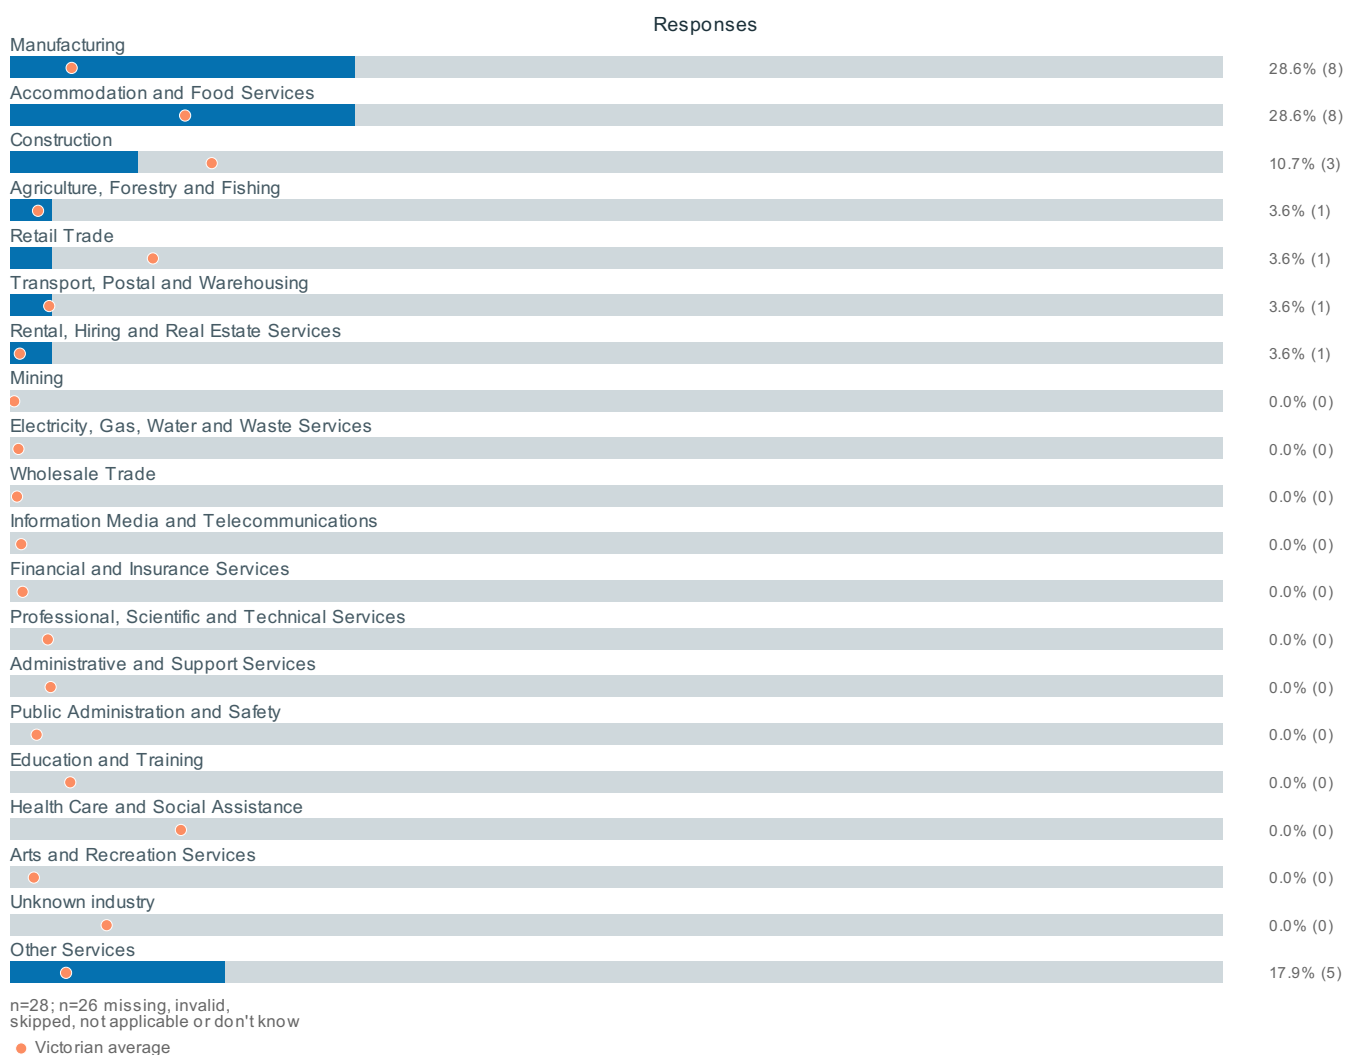 Responses
Manufacturing
28.6% (8)
Accommodation and Food Services
28.6% (8)
Construction
10.7% (3)
Agriculture, Forestry and Fishing
3.6% (1)
Retail Trade
3.6% (1)
Transport, Postal and Warehousing
3.6% (1)
Rental, Hiring and Real Estate Services
3.6% (1)
Mining
0.0% (0)
Electricity, Gas, Water and Waste Services
0.0% (0)
Wholesale Trade
0.0% (0)
Information Media and Telecommunications
0.0% (0)
Financial and Insurance Services
0.0% (0)
Professional, Scientific and Technical Services
0.0% (0)
Administrative and Support Services
0.0% (0)
Public Administration and Safety
0.0% (0)
Education and Training
0.0% (0)
Health Care and Social Assistance
0.0% (0)
Arts and Recreation Services
0.0% (0)
Unknown industry
0.0% (0)
Other Services
17.9% (5)
n=28; n=26 missing, invalid,
skipped, not applicable or don't know
Victorian average